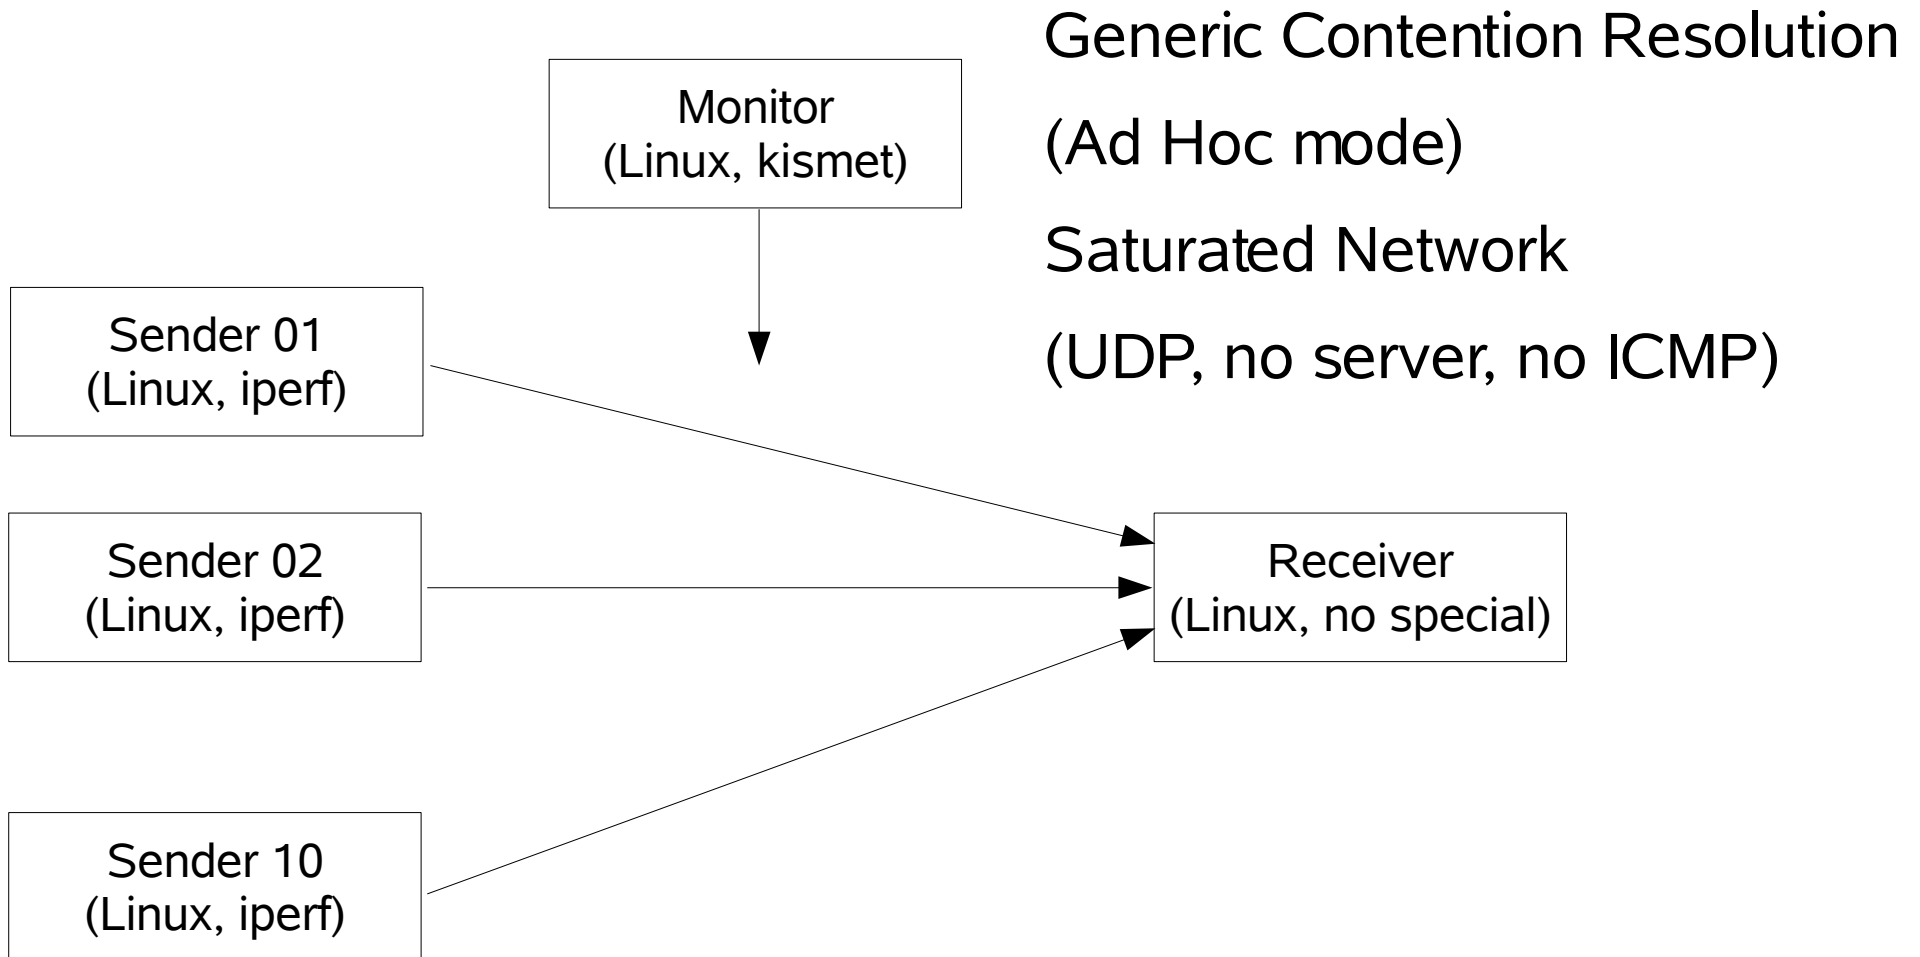 Generic Contention Resolution
(Ad Hoc mode)
Saturated Network
(UDP, no server, no ICMP)
Monitor
(Linux, kismet)
Sender 01
(Linux, iperf)
Sender 02
(Linux, iperf)
Receiver
(Linux, no special)
Sender 10
(Linux, iperf)